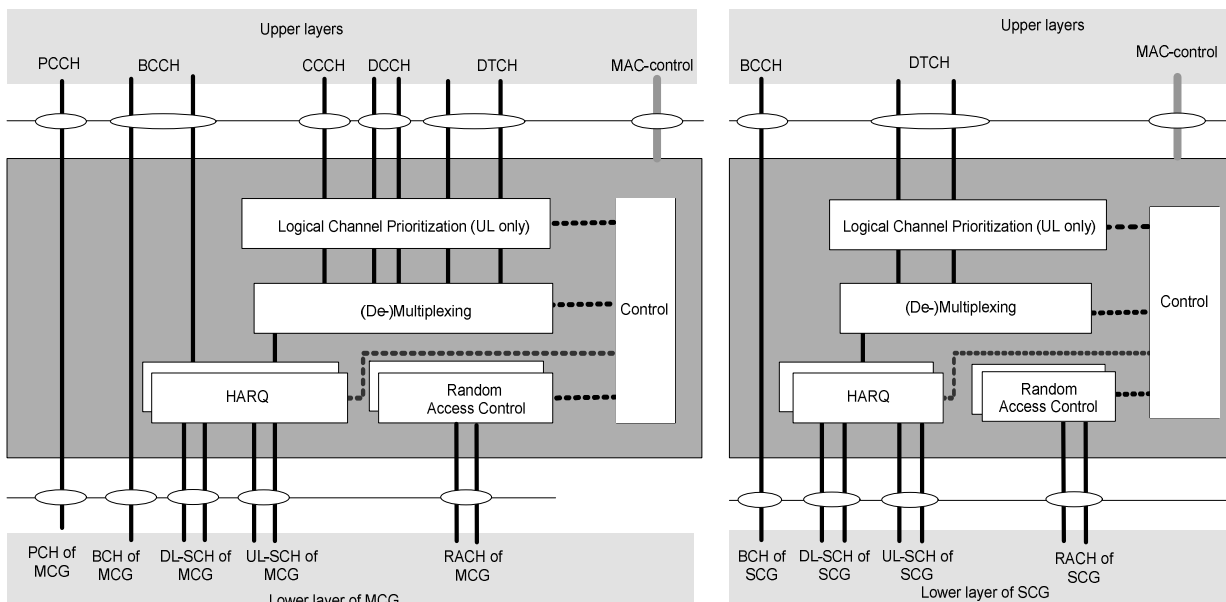 Upper layers
PCCH BCCH CCCH DCCH DTCH MAC-control
Logical Channel Prioritization (UL only)
(De-)Multiplexing
Control
HARQ
Random
Access Control
PCH of
MCG
BCH of
MCG
DL-SCH of
MCG
UL-SCH of
MCG
RACH of
MCG
Lower layer of MCG
Upper layers
BCCH DTCH MAC-control
Logical Channel Prioritization (UL only)
(De-)Multiplexing
Control
HARQ
Random
Access Control
BCH of
SCG
DL-SCH of
SCG
UL-SCH of
SCG
RACH of
SCG
Lower layer of SCG